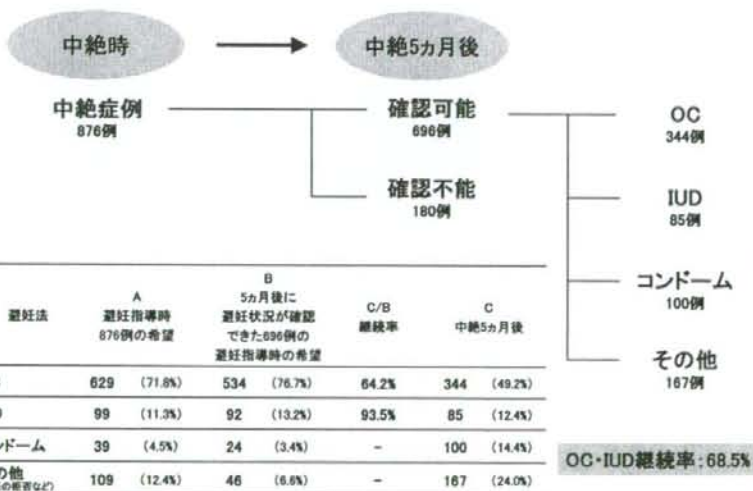 中絶時
中絶5ヵ月後
中絶症例
876例
確認可能
696例
確認不能
180例
OC
344例
IUD
85例
コンドーム
100例
その他
167例
避妊法
A
避妊指導時
876例の希望
B
5ヵ月後に
避妊状況が確認
できた696例の
避妊指導時の希望
C/B
継続率
C
中絶5ヵ月後
629 (71.8%) 534 (76.7%) 64.2% 344 (49.2%)
99 (11.3%) 92 (13.2%) 93.5% 85 (12.4%)
ンドーム 39 (4.5%) 24 (3.4%) - 100 (14.4%)
の他 109 (12.4%) 46 (6.6%) - 167 (24.0%)
OC・IUD継続率:68.5%